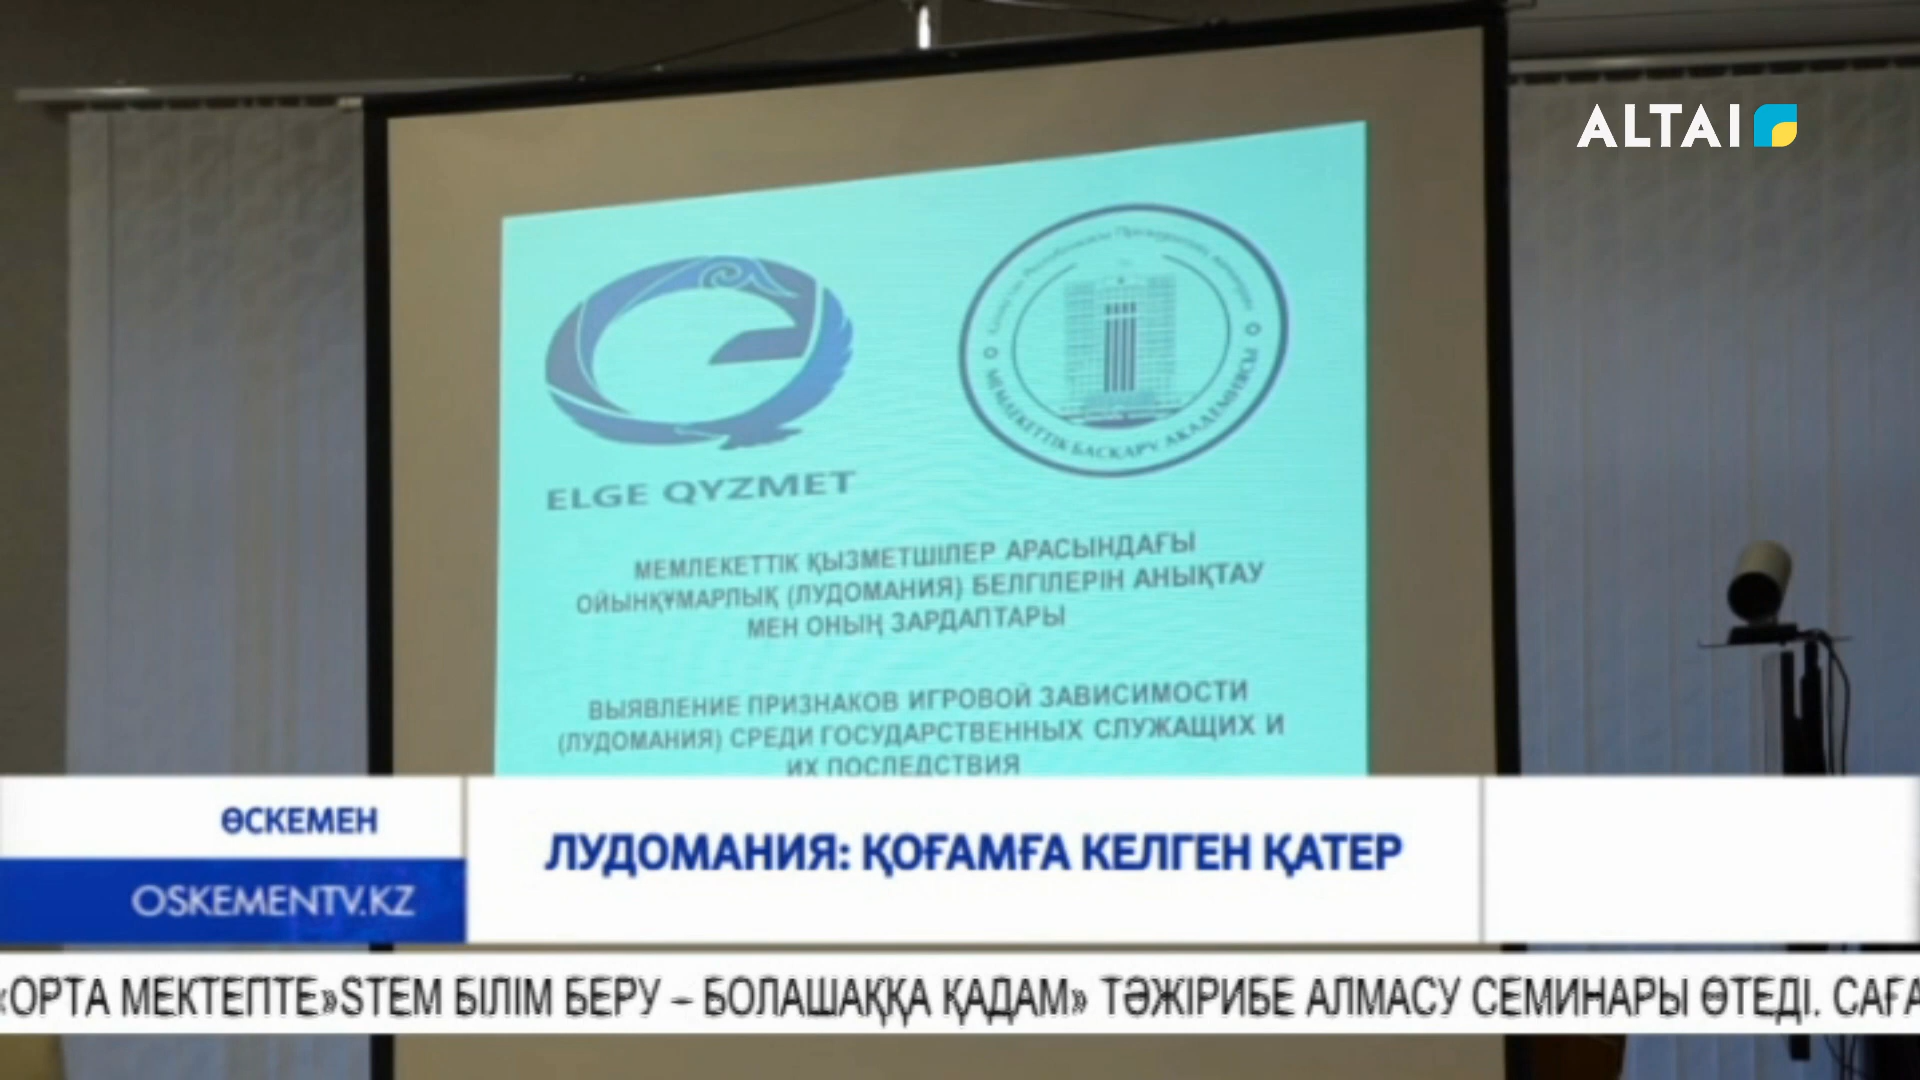 ALTAI
ELGE QYZMET
МЕМЛЕКЕТТІК БАСҚАРУ АКАДЕМИЯСЫ
МЕМЛЕКЕТТІК ҚЫЗМЕТШІЛЕР АРАСЫНДАҒЫ
ОЙЫНҚҰМАРЛЫҚ (ЛУДОМАНИЯ) БЕЛГІЛЕРІН АНЫҚТАУ
МЕН ОНЫҢ ЗАРДАПТАРЫ
ВЫЯВЛЕНИЕ ПРИЗНАКОВ ИГРОВОЙ ЗАВИСИМОСТИ
(ЛУДОМАНИЯ) СРЕДИ ГОСУДАРСТВЕННЫХ СЛУЖАЩИХ И
ИХ ПОСЛЕДСТВИЯ
ӨСКЕМЕН
OSKEMENTV.KZ
ЛУДОМАНИЯ: ҚОҒАМҒА КЕЛГЕН ҚАТЕР
«ОРТА МЕКТЕПТЕ»STEM БІЛІМ БЕРУ – БОЛАШАҚҚА ҚАДАМ» ТӘЖІРИБЕ АЛМАСУ СЕМИНАРЫ ӨТЕДІ. САҒА